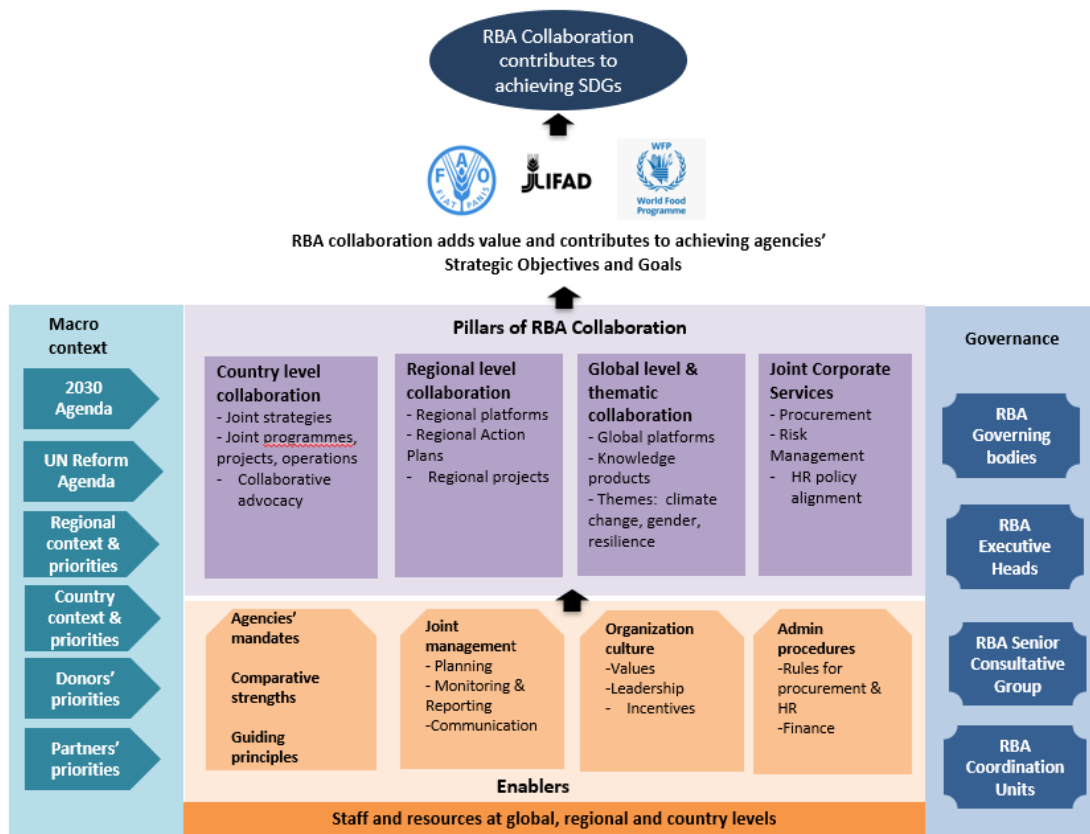 RBA Collaboration
contributes to
achieving SDGs
F A O
FIAT PANIS
JLIFAD
WFP
World Food
Programme
RBA collaboration adds value and contributes to achieving agencies'
Strategic Objectives and Goals
Macro
context
2030
Agenda
UN Reform
Agenda
Regional
context &
priorities
Country
context &
priorities
Donors'
priorities
Partners'
priorities
Pillars of RBA Collaboration
Country level
collaboration
- Joint strategies
- Joint programmes,
projects, operations
- Collaborative
advocacy
Regional level
collaboration
- Regional platforms
- Regional Action
Plans
- Regional projects
Global level &
thematic
collaboration
- Global platforms
- Knowledge
products
- Themes: climate
change, gender,
resilience
Joint Corporate
Services
- Procurement
- Risk
Management
- HR policy
alignment
Agencies'
mandates
Comparative
strengths
Guiding
principles
Joint
management
- Planning
- Monitoring &
Reporting
-Communication
Organization
culture
-Values
-Leadership
- Incentives
Admin
procedures
-Rules for
procurement &
HR
-Finance
Enablers
Staff and resources at global, regional and country levels
Governance
RBA
Governing
bodies
RBA
Executive
Heads
RBA Senior
Consultative
Group
RBA
Coordination
Units